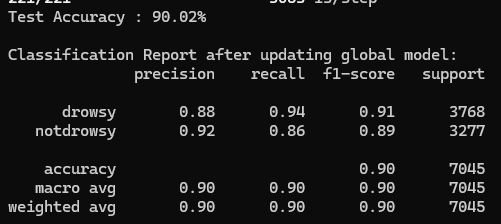 Test Accuracy : 90.02%
Classification Report after updating global model:
precision recall f1-score support
drowsy 0.88 0.94 0.91 3768
notdrowsy 0.92 0.86 0.89 3277
accuracy 0.90 7045
macro avg 0.90 0.90 0.90 7045
weighted avg 0.90 0.90 0.90 7045